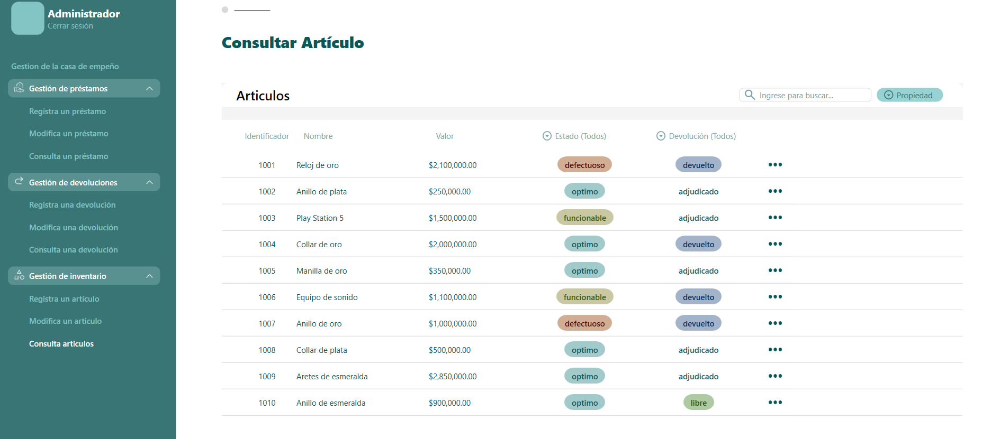 Administrador
Cerrar sesión
Gestion de la casa de empeño
Gestión de préstamos
Registra un préstamo
Modifica un préstamo
Consulta un préstamo
Gestión de devoluciones
Registra una devolución
Modifica una devolución
Consulta una devolución
Gestión de inventario
Registra un artículo
Modifica un articulo
Consulta articulos
Consultar Artículo
Articulos
Ingrese para buscar...
Propiedad
Identificador Nombre Valor Estado (Todos) Devolución (Todos)
1001 Reloj de oro $2,100,000.00 defectuoso devuelto
1002 Anillo de plata $250,000.00 optimo adjudicado
1003 Play Station 5 $1,500,000.00 funcionable adjudicado
1004 Collar de oro $2,000,000.00 optimo devuelto
1005 Manilla de oro $350,000.00 optimo adjudicado
1006 Equipo de sonido $1,100,000.00 funcionable devuelto
1007 Anillo de oro $1,000,000.00 defectuoso devuelto
1008 Collar de plata $500,000.00 optimo adjudicado
1009 Aretes de esmeralda $2,850,000.00 optimo adjudicado
1010 Anillo de esmeralda $900,000.00 optimo libre